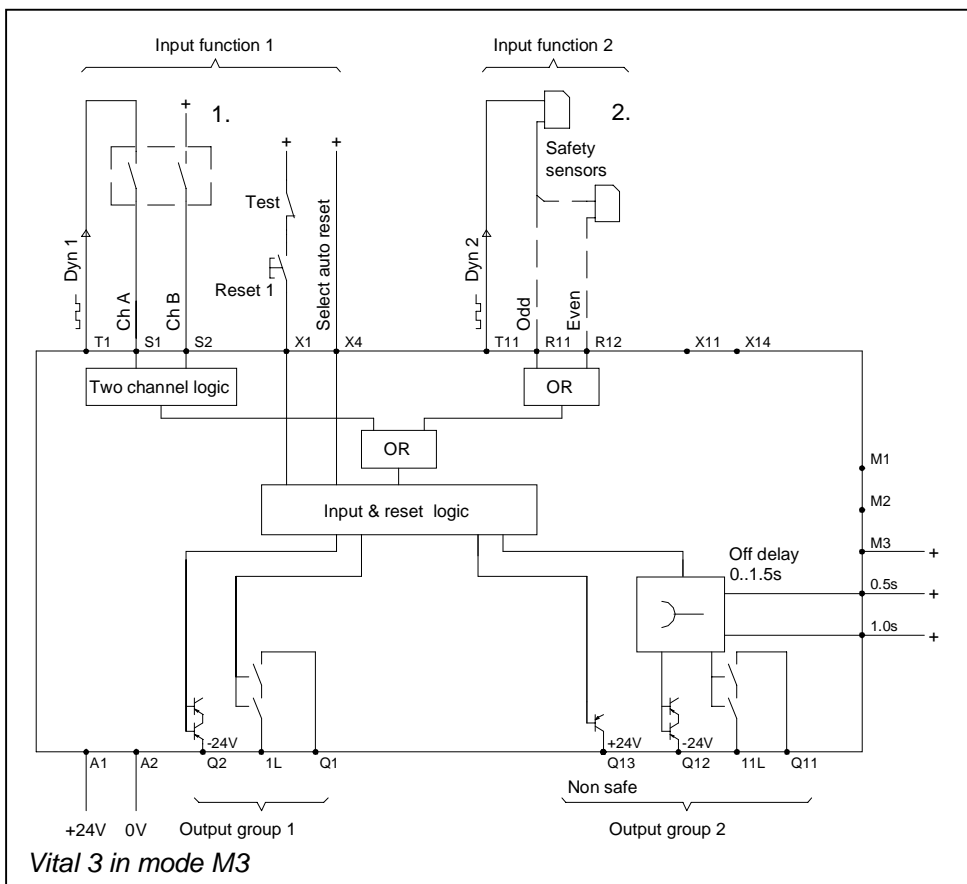 Input function 1
Input function 2
+
1.
2.
+
+
Safety
sensors
Test
Dyn 1
Ch A
Ch B
Reset 1
Select auto reset
Dyn 2
Odd
Even
T1
S1
S2
X1
X4
T11
R11
R12
X11
X14
Two channel logic
OR
OR
M1
Input & reset logic
M2
M3
+
Off delay
0..1.5s
0.5s
+
1.0s
+
-24V
+24V
-24V
A1
A2
Q2
1L
Q1
Q13
Q12
11L
Q11
Non safe
+24V
0V
Output group 1
Output group 2
Vital 3 in mode M3